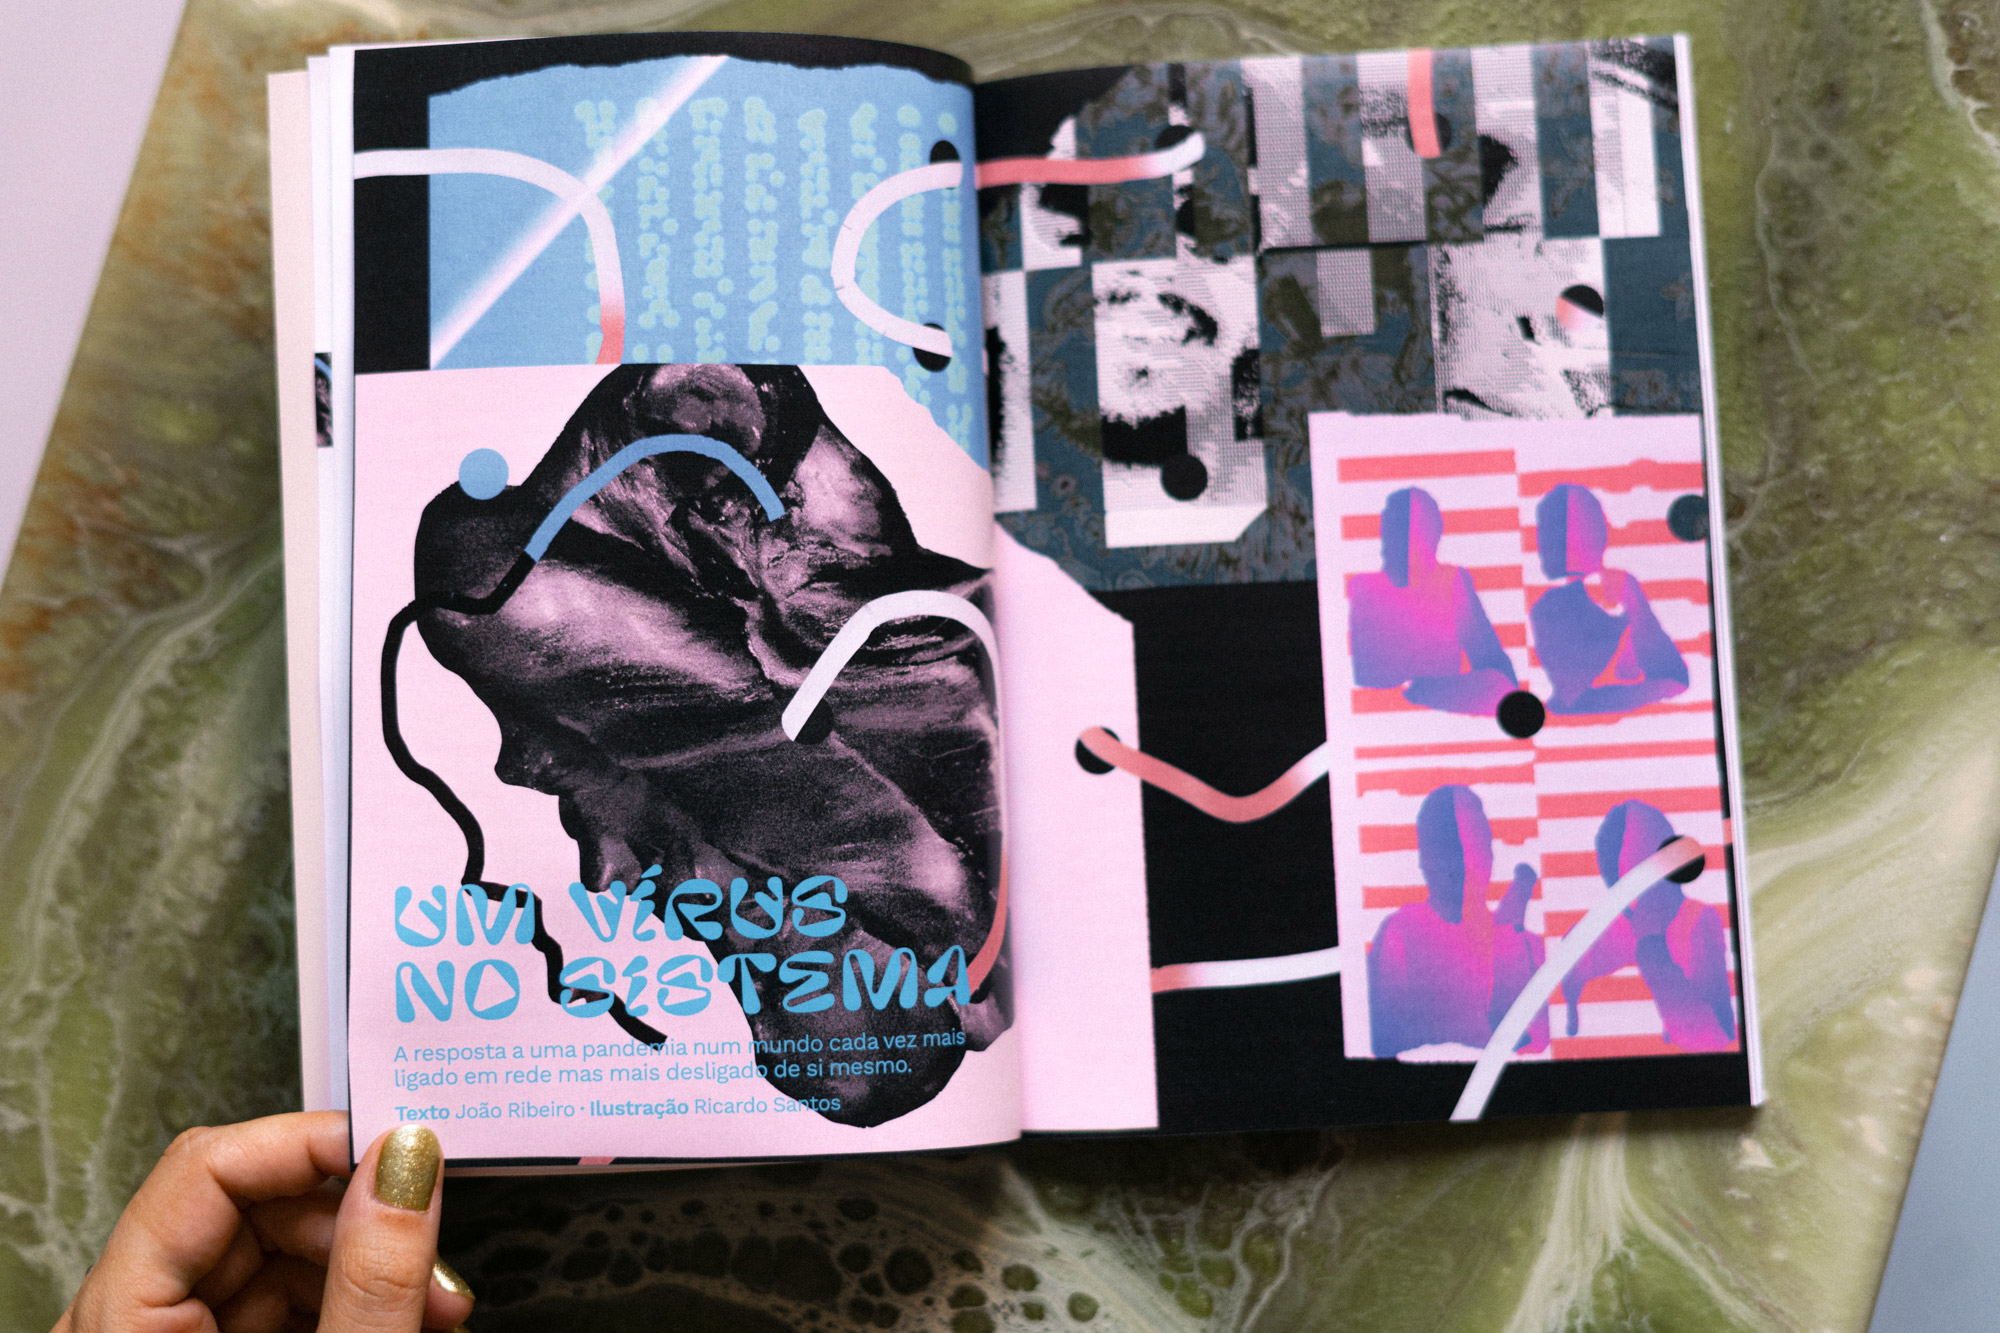 UM VÍRUS
NO SISTEMA
A resposta a uma pandemia num mundo cada vez mais
ligado em rede mas mais desligado de si mesmo.
Texto João Ribeiro · Ilustração Ricardo Santos